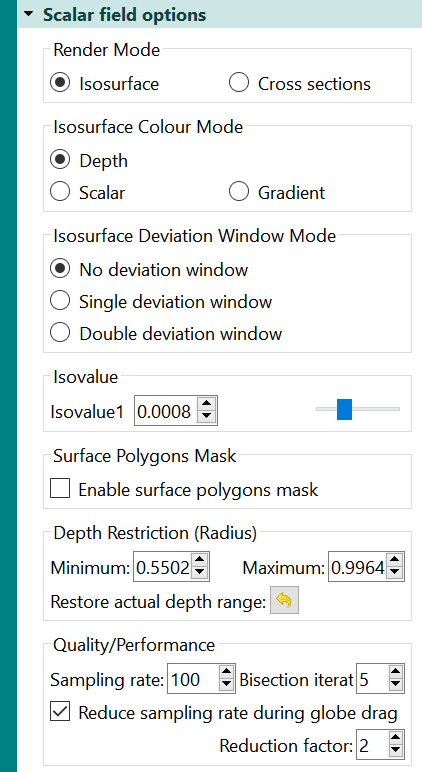 Scalar field options
Render Mode
Isosurface Cross sections
Isosurface Colour Mode
Depth
Scalar Gradient
Isosurface Deviation Window Mode
No deviation window
Single deviation window
Double deviation window
Isovalue
Isovalue1 0.0008
Surface Polygons Mask
Enable surface polygons mask
Depth Restriction (Radius)
Minimum: 0.5502 Maximum: 0.9964
Restore actual depth range:
Quality/Performance
Sampling rate: 100 Bisection iterat 5
Reduce sampling rate during globe drag
Reduction factor: 2